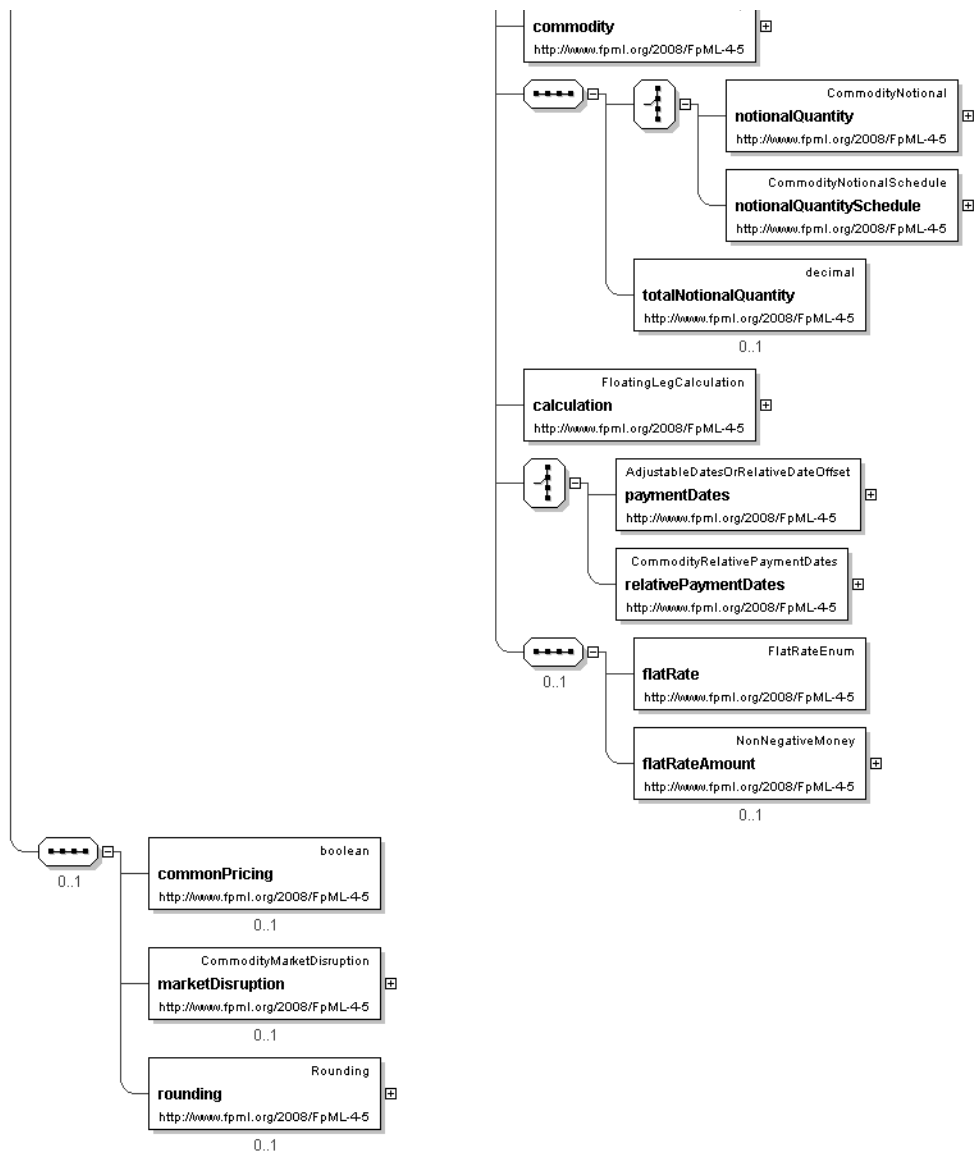 commodity
http://www.fpml.org/2008/FpML-4-5
CommodityNotional
notionalQuantity
http://www.fpml.org/2008/FpML-4-5
CommodityNotionalSchedule
notionalQuantitySchedule
http://www.fpml.org/2008/FpML-4-5
decimal
totalNotionalQuantity
http://www.fpml.org/2008/FpML-4-5
0..1
FloatingLegCalculation
calculation
http://www.fpml.org/2008/FpML-4-5
AdjustableDatesOrRelativeDateOffset
paymentDates
http://www.fpml.org/2008/FpML-4-5
CommodityRelativePaymentDates
relativePaymentDates
http://www.fpml.org/2008/FpML-4-5
0..1
FlatRateEnum
flatRate
http://www.fpml.org/2008/FpML-4-5
NonNegativeMoney
flatRateAmount
http://www.fpml.org/2008/FpML-4-5
0..1
0..1
boolean
commonPricing
http://www.fpml.org/2008/FpML-4-5
0..1
CommodityMarketDisruption
marketDisruption
http://www.fpml.org/2008/FpML-4-5
0..1
Rounding
rounding
http://www.fpml.org/2008/FpML-4-5
0..1